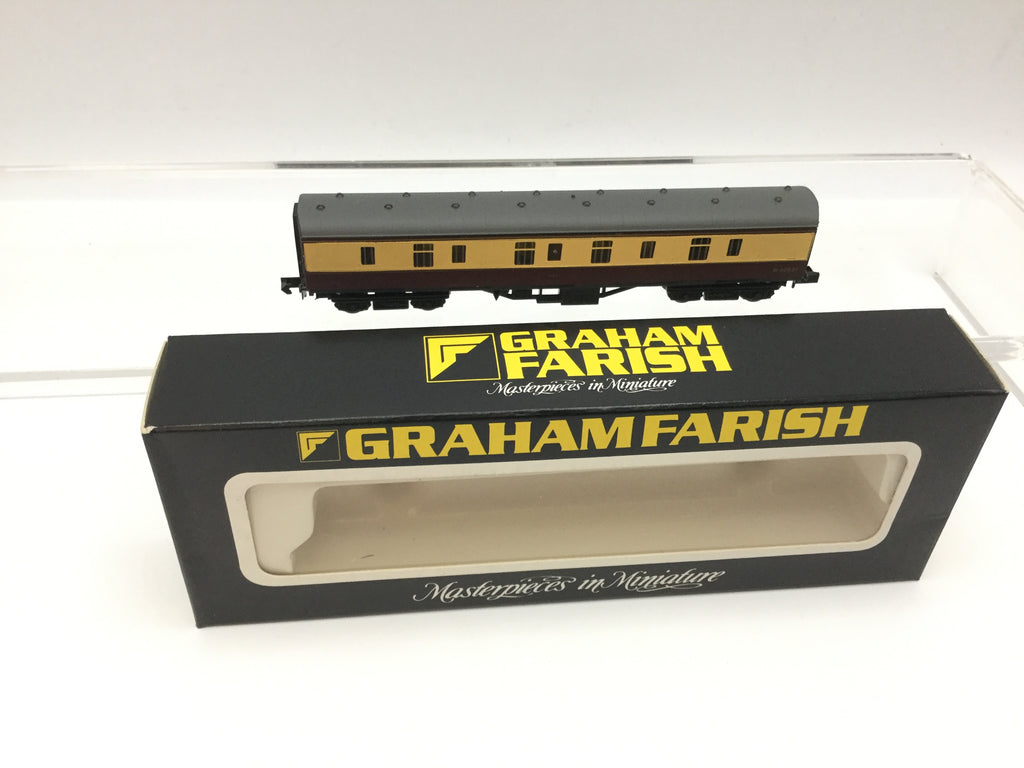 GRAHAM
FARISH
Masterpieces in Miniature
GRAHAM FARISH
Masterpieces in Miniature